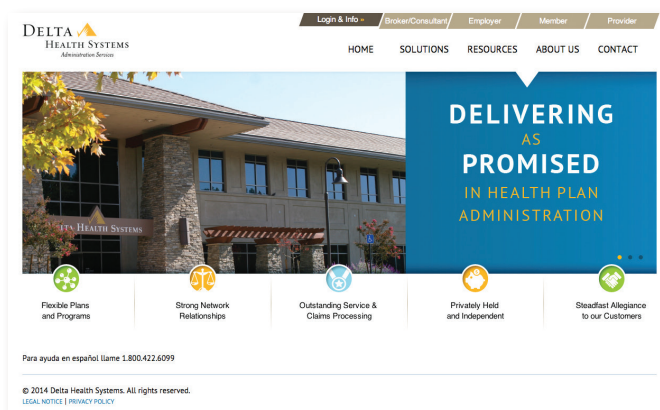 DELTA
HEALTH SYSTEMS
Administration Services
Login & Info »
Broker/Consultant
Employer
Member
Provider
HOME
SOLUTIONS
RESOURCES
ABOUT US
CONTACT
DELIVERING
AS
PROMISED
IN HEALTH PLAN
ADMINISTRATION
HEALTH SYSTEMS
Flexible Plans
and Programs
Strong Network
Relationships
Outstanding Service &
Claims Processing
Privately Held
and Independent
Steadfast Allegiance
to our Customers
Para ayuda en español llame 1.800.422.6099
© 2014 Delta Health Systems. All rights reserved.
LEGAL NOTICE | PRIVACY POLICY